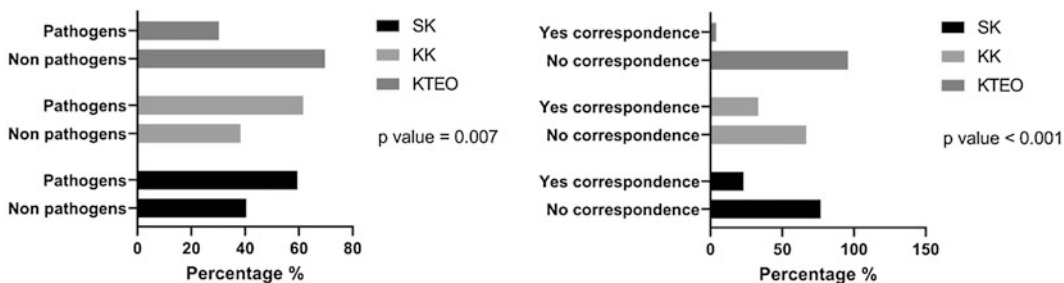 Pathogens
Non pathogens
Pathogens
Non pathogens
Pathogens
Non pathogens
0 20 40 60 80
Percentage %
SK
KK
KTEO
p value = 0.007
Yes correspondence
No correspondence
Yes correspondence
No correspondence
Yes correspondence
No correspondence
0 50 100 150
Percentage %
SK
KK
KTEO
p value < 0.001